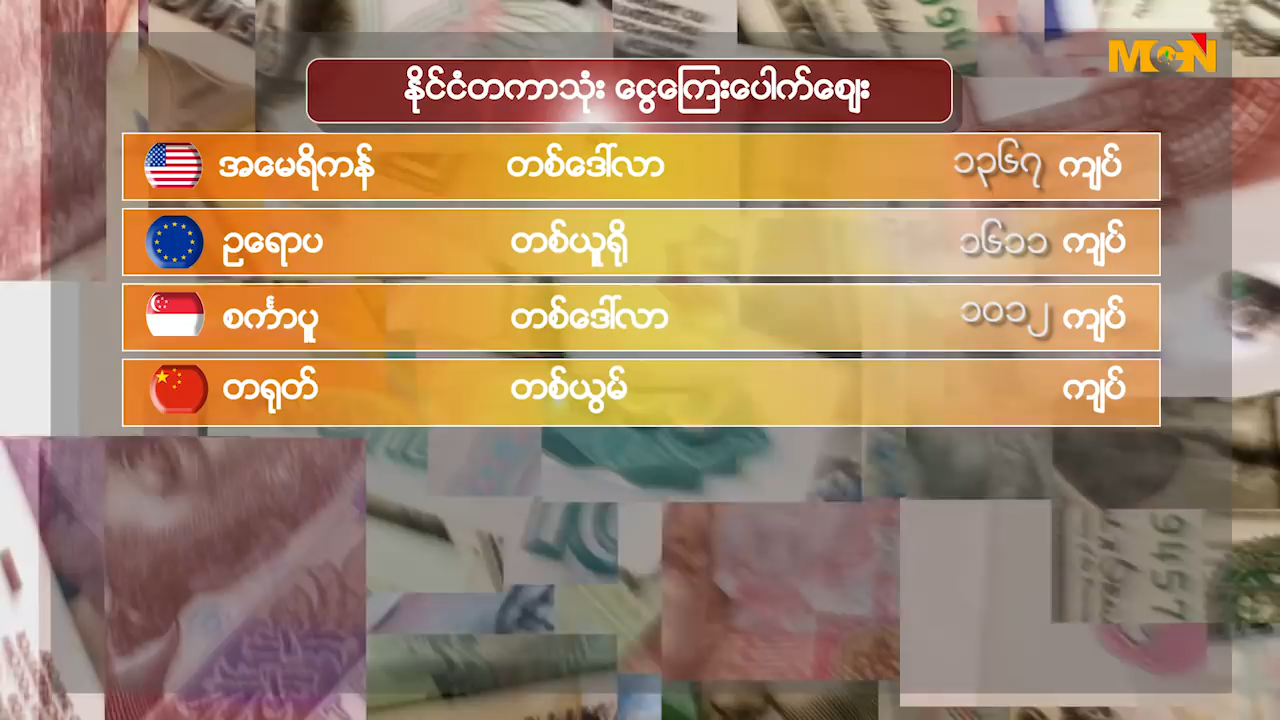 MCN
နိုင်ငံတကာသုံး ငွေကြေးပေါက်ဈေး
အမေရိကန် တစ်ဒေါ်လာ ၁၃၆၇ ကျပ်
ဥရောပ တစ်ယူရို ၁၆၁၁ ကျပ်
စင်္ကာပူ တစ်ဒေါ်လာ ၁၀၁၂ ကျပ်
တရုတ် တစ်ယွမ် ကျပ်
9457